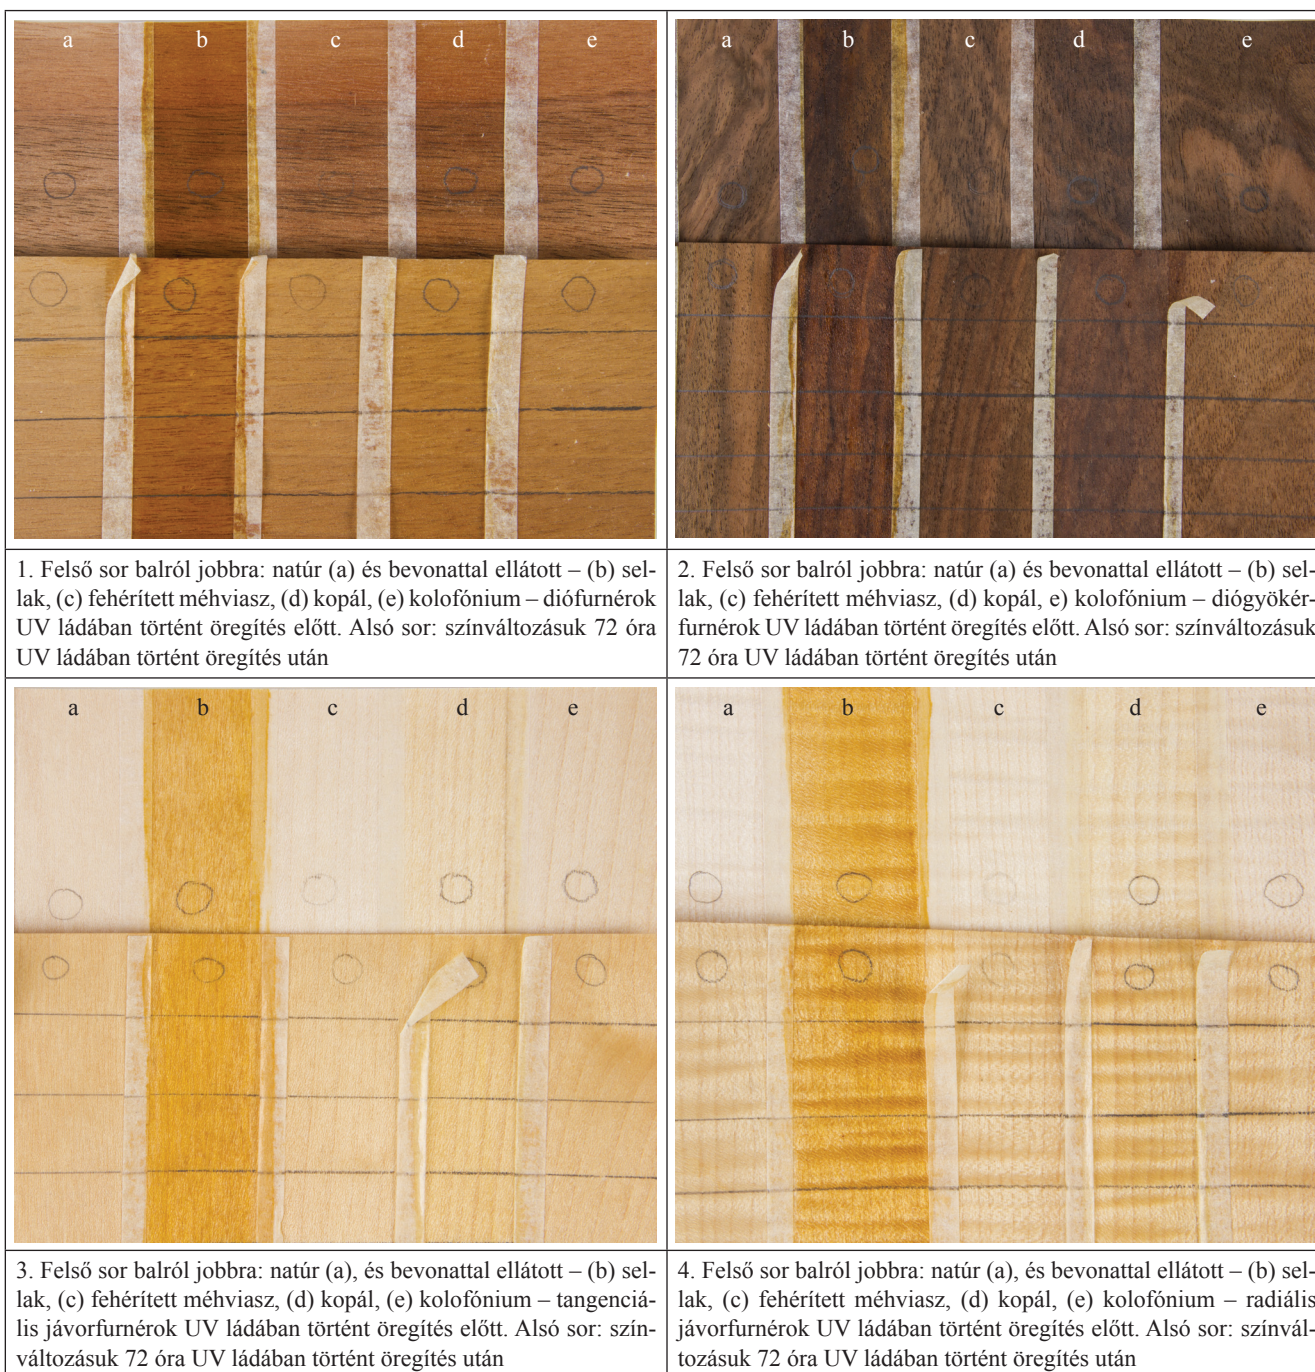 a b c d e
a b c d e
1. Felső sor balról jobbra: natúr (a) és bevonattal ellátott – (b) sel-
lak, (c) fehérített méhviasz, (d) kopál, (e) kolofónium – diófurnérok
UV ládában történt öregítés előtt. Alsó sor: színváltozásuk 72 óra
UV ládában történt öregítés után
2. Felső sor balról jobbra: natúr (a) és bevonattal ellátott – (b) sel-
lak, (c) fehérített méhviasz, (d) kopál, e) kolofónium – diógyökér-
furnérok UV ládában történt öregítés előtt. Alsó sor: színváltozásuk
72 óra UV ládában történt öregítés után
a b c d e
a b c d e
3. Felső sor balról jobbra: natúr (a), és bevonattal ellátott – (b) sel-
lak, (c) fehérített méhviasz, (d) kopál, (e) kolofónium – tangenciá-
lis jávorfurnérok UV ládában történt öregítés előtt. Alsó sor: szín-
változásuk 72 óra UV ládában történt öregítés után
4. Felső sor balról jobbra: natúr (a), és bevonattal ellátott – (b) sel-
lak, (c) fehérített méhviasz, (d) kopál, (e) kolofónium – radiális
jávorfurnérok UV ládában történt öregítés előtt. Alsó sor: színvál-
tozásuk 72 óra UV ládában történt öregítés után